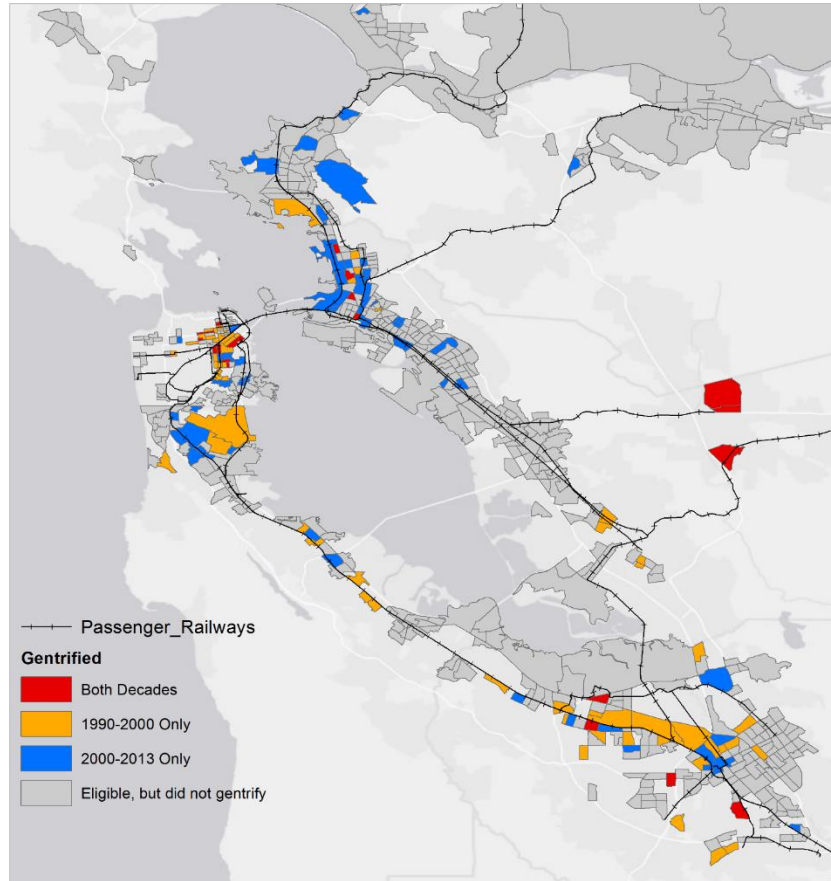 Passenger_Railways
Gentrified
Both Decades
1990-2000 Only
2000-2013 Only
Eligible, but did not gentrify